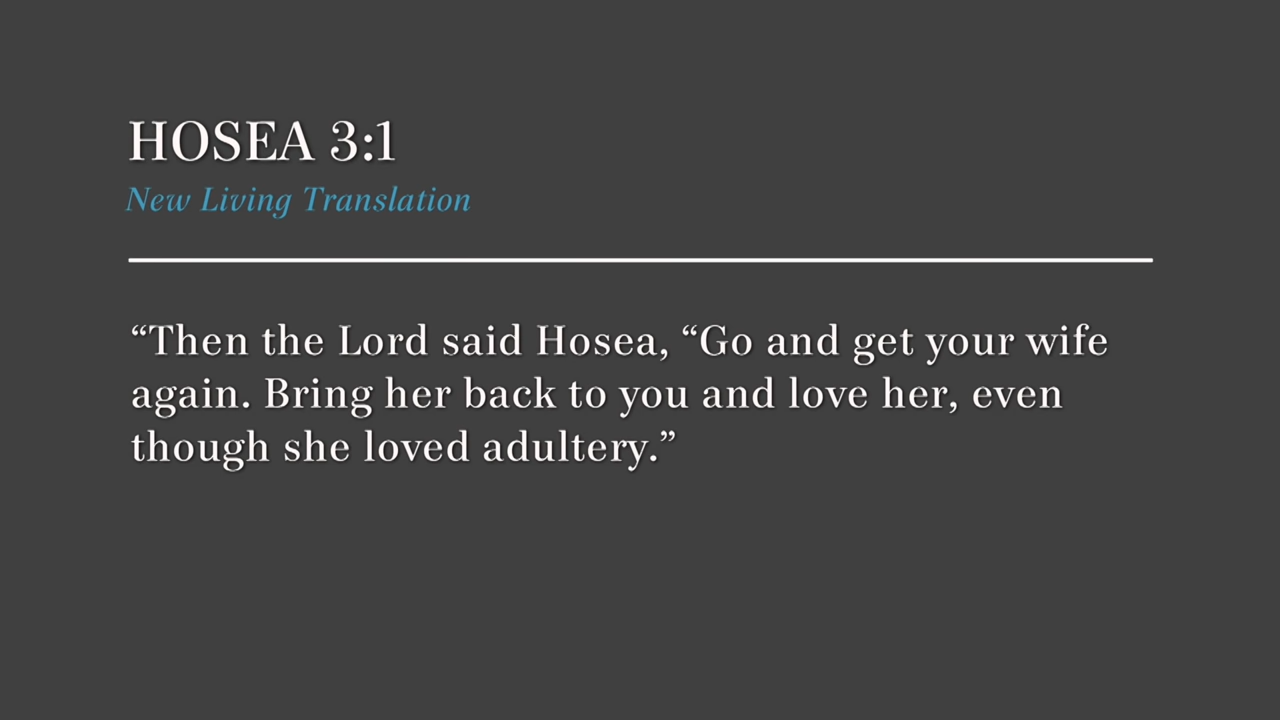 HOSEA 3:1
New Living Translation
“Then the Lord said Hosea, “Go and get your wife
again. Bring her back to you and love her, even
though she loved adultery.”